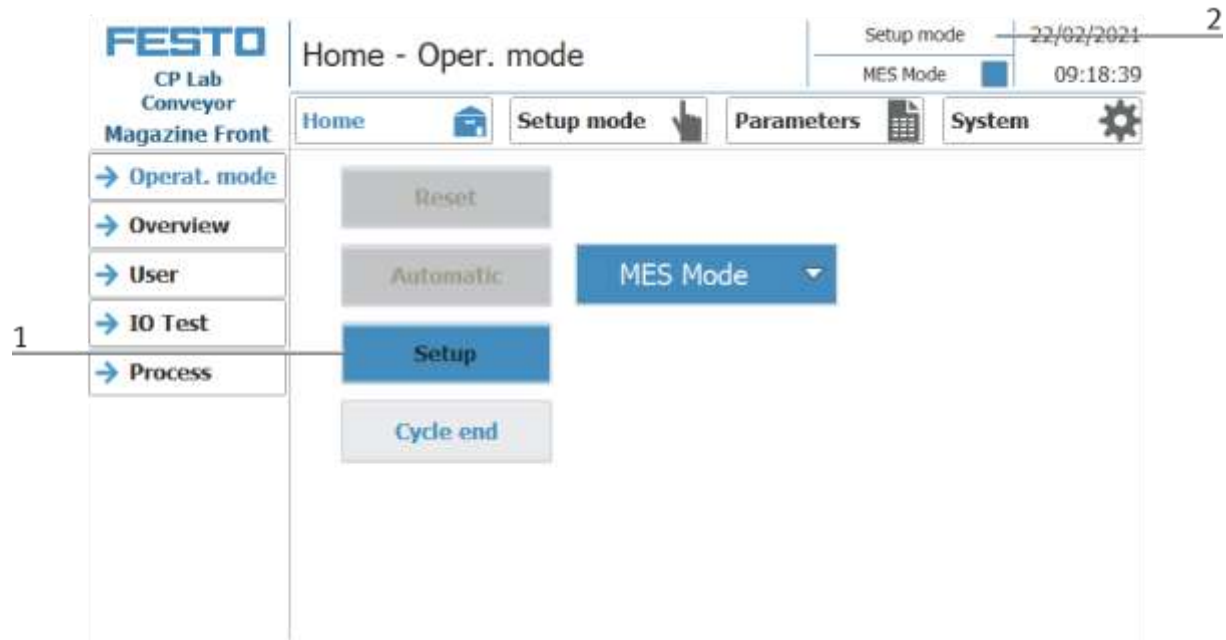 FESTO
CP Lab
Conveyor
Magazine Front
Home - Oper. mode
Setup mode
MES Mode
22/02/2021
09:18:39
2
Home
Setup mode
Parameters
System
Operat. mode
Overview
User
IO Test
Process
1
Reset
Automatic
MES Mode
Setup
Cycle end